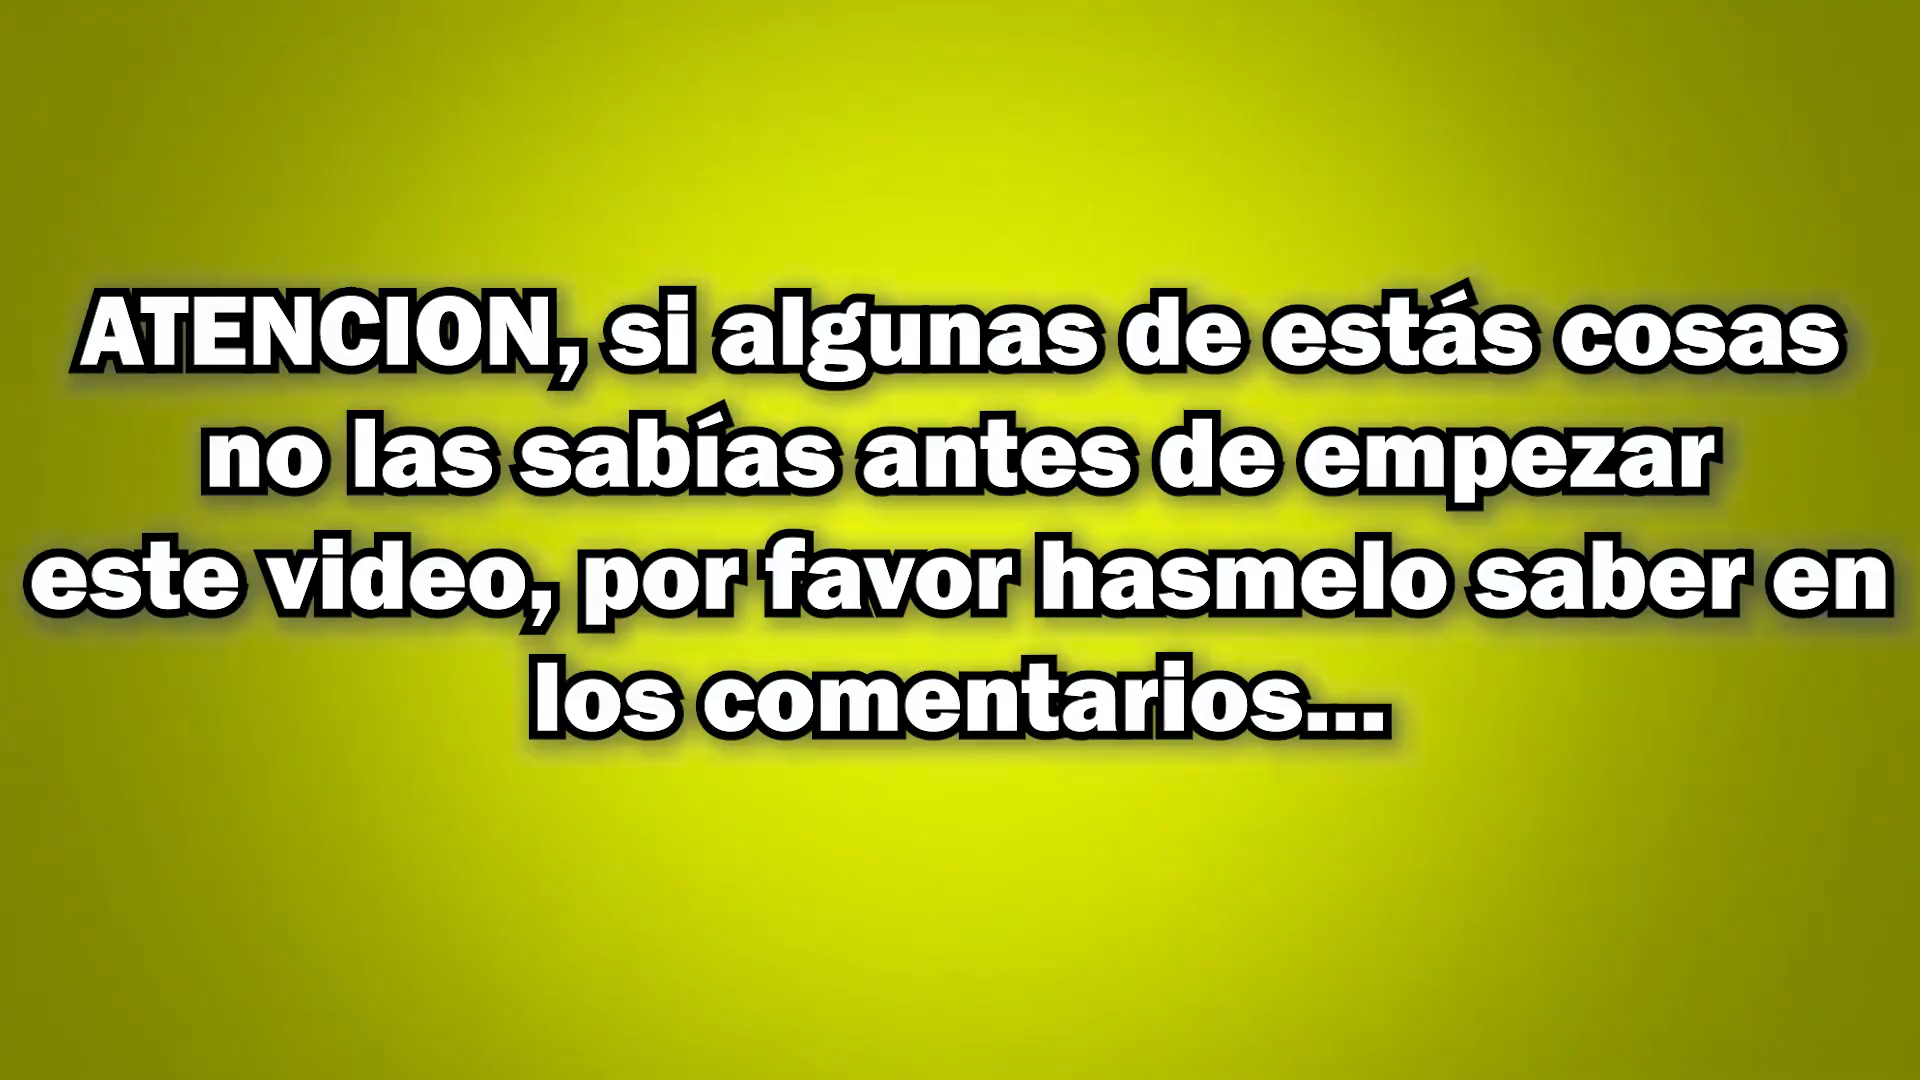 ATENCION, si algunas de estás cosas
no las sabías antes de empezar
este video, por favor hasmelo saber en
los comentarios...